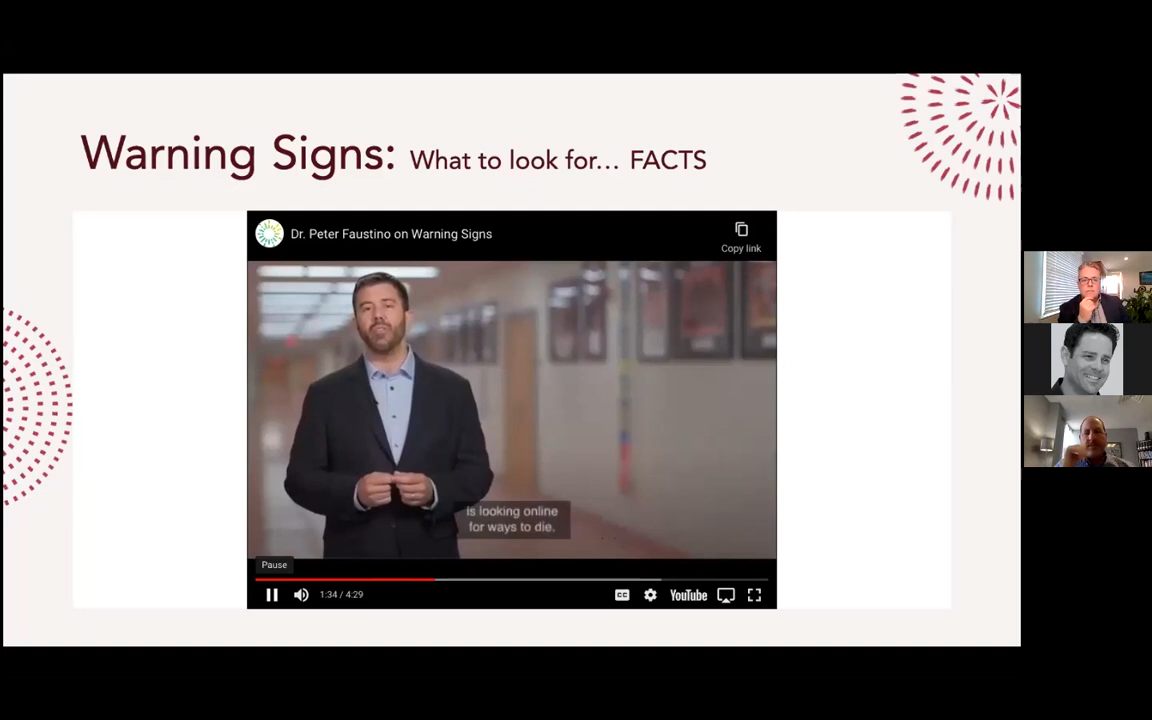 Warning Signs: What to look for... FACTS
Dr. Peter Faustino on Warning Signs
Copy link
is looking online
for ways to die.
Pause
1:34 / 4:29
CC
YouTube